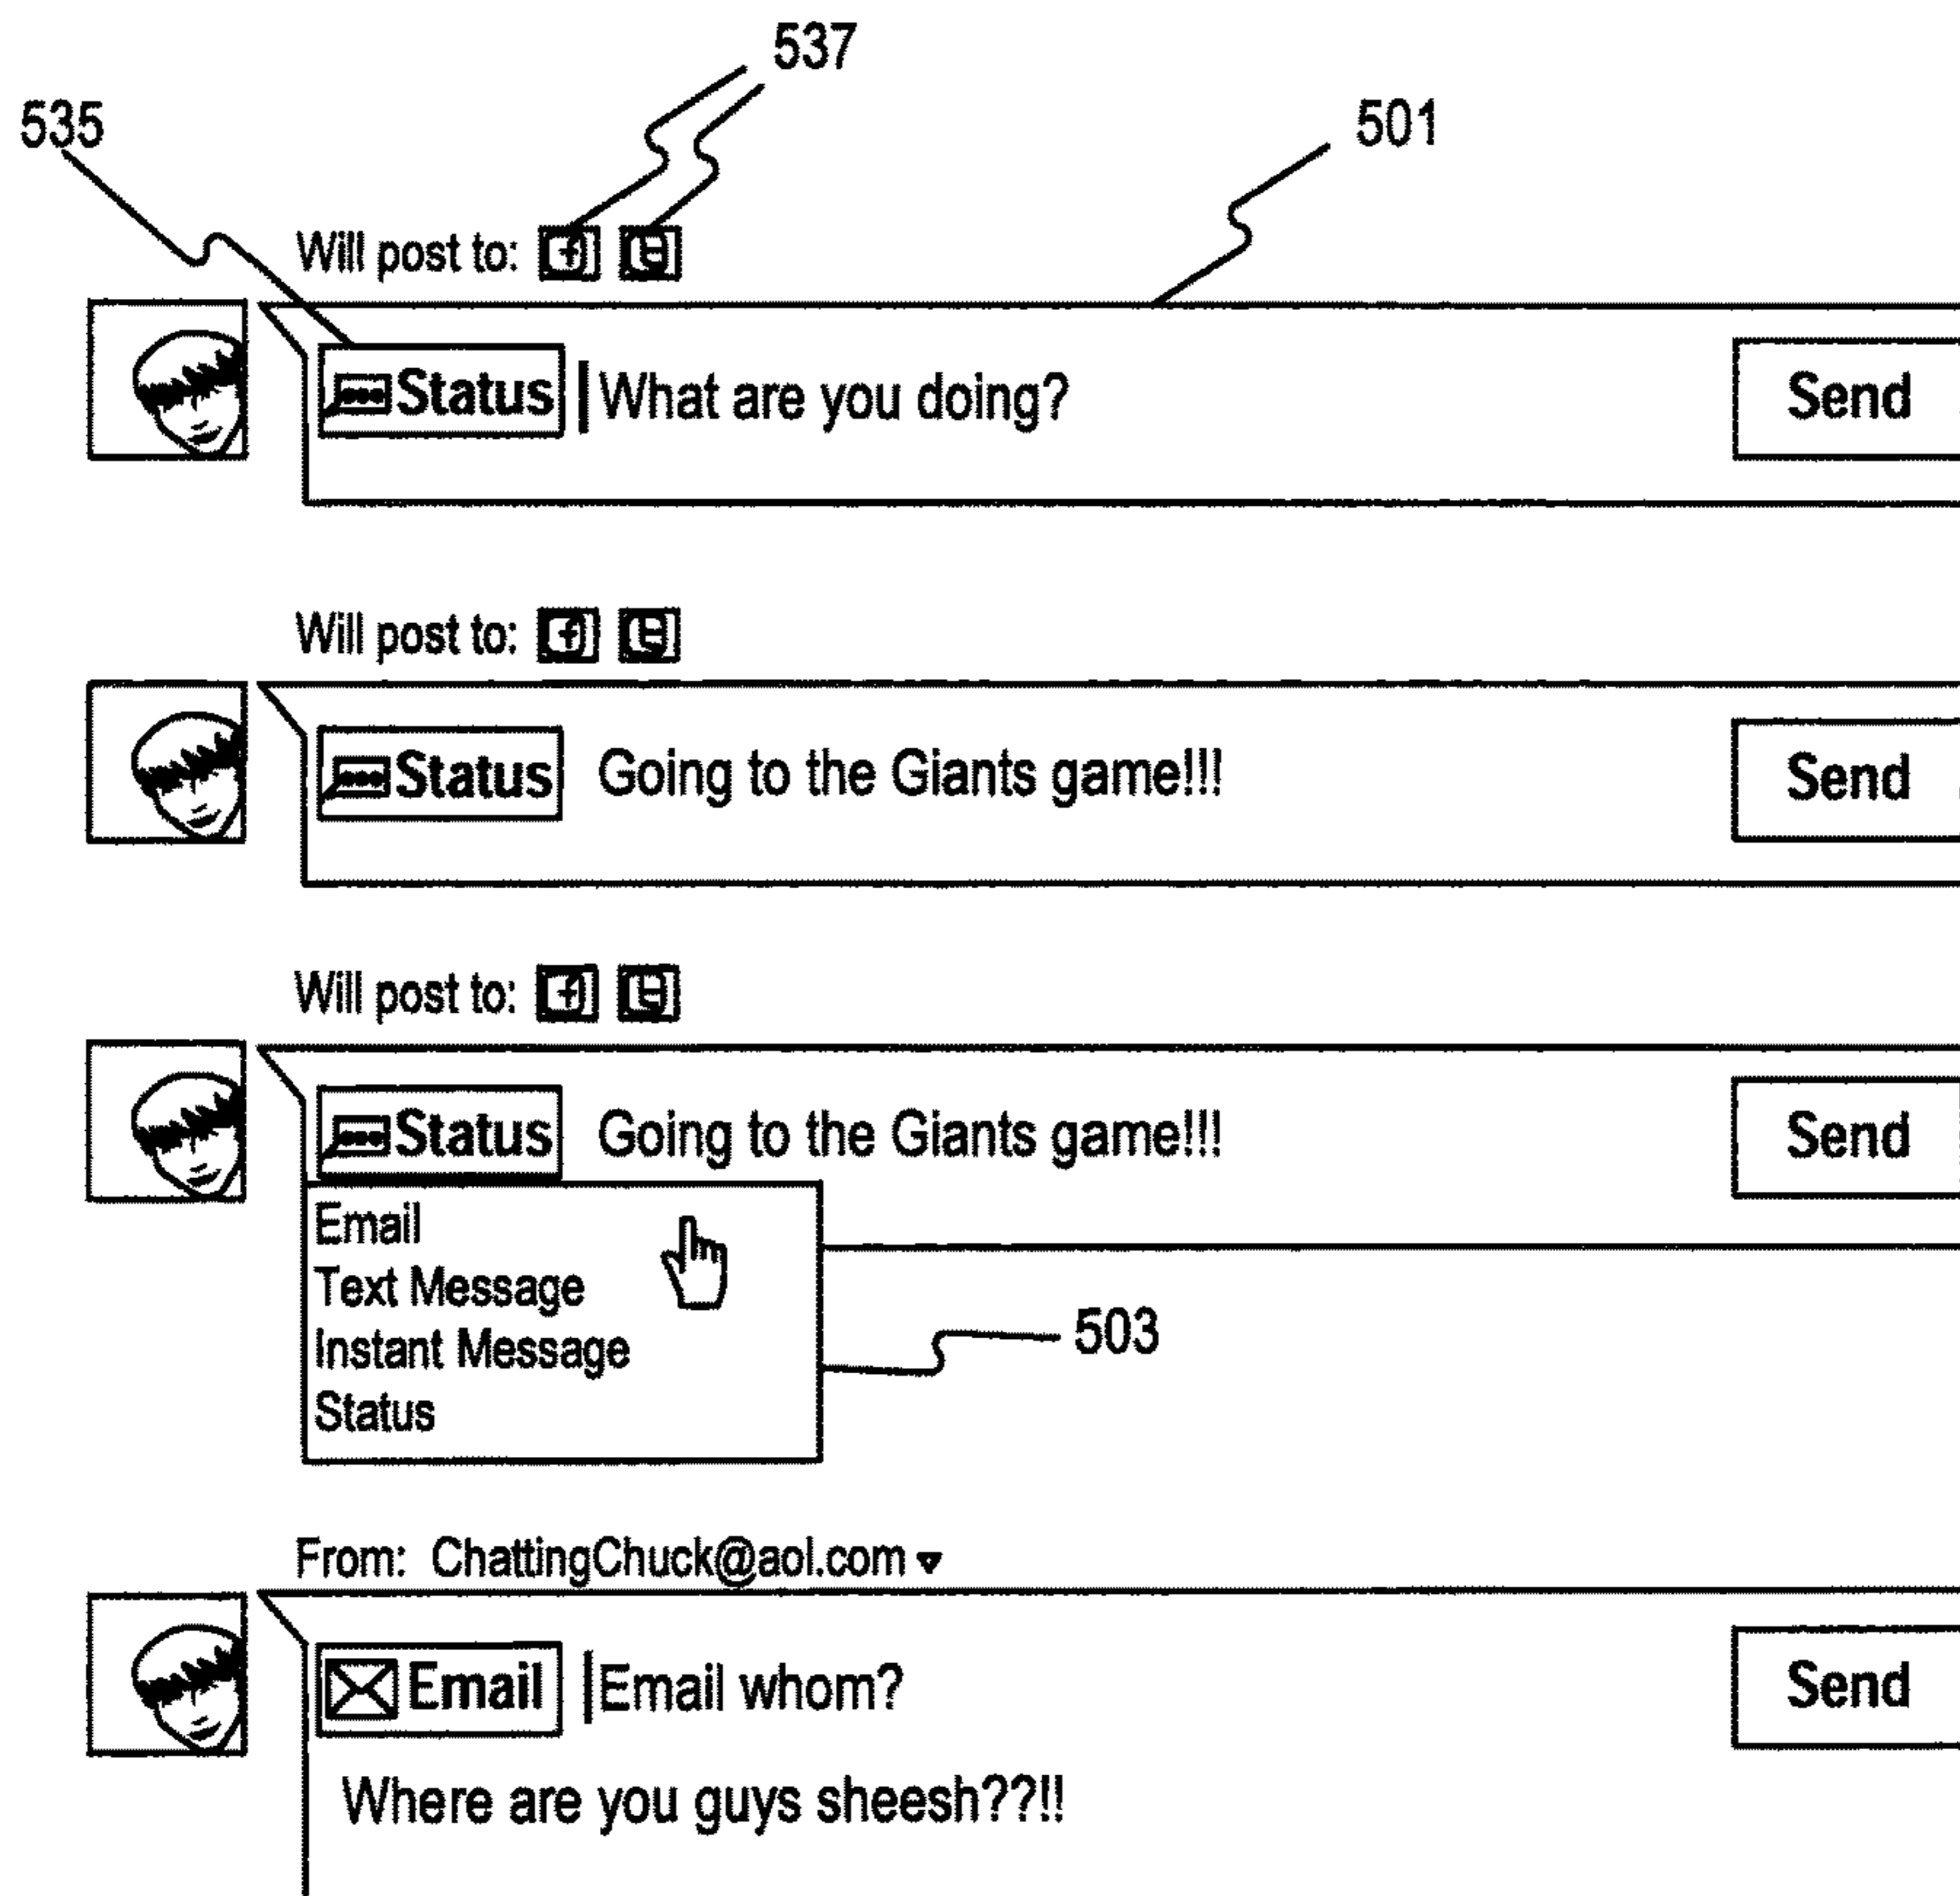 537
535
501
Will post to: f t
Status What are you doing? Send
Will post to: f t
Status Going to the Giants game!!! Send
Will post to: f t
Status Going to the Giants game!!! Send
Email
Text Message
Instant Message
503
Status
From: ChattingChuck@aol.com
Email Email whom? Send
Where are you guys sheesh??!!